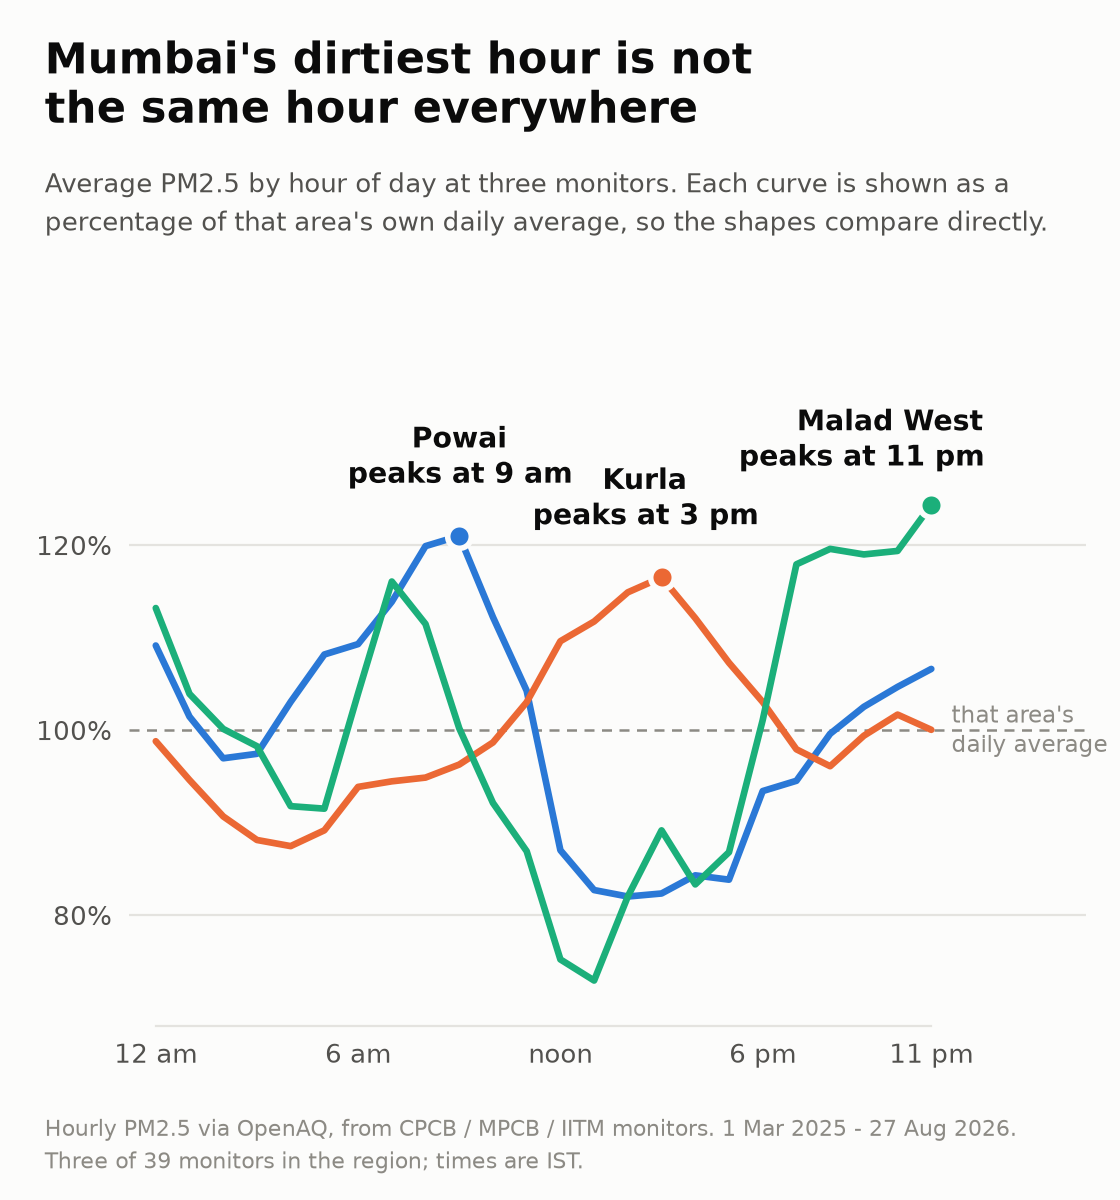 Mumbai's dirtiest hour is not
the same hour everywhere
Average PM2.5 by hour of day at three monitors. Each curve is shown as a
percentage of that area's own daily average, so the shapes compare directly.
Powai
peaks at 9 am
Kurla
peaks at 3 pm
Malad West
peaks at 11 pm
120%
100%
80%
that area's
daily average
12 am
6 am
noon
6 pm
11 pm
Hourly PM2.5 via OpenAQ, from CPCB / MPCB / IITM monitors. 1 Mar 2025 - 27 Aug 2026.
Three of 39 monitors in the region; times are IST.